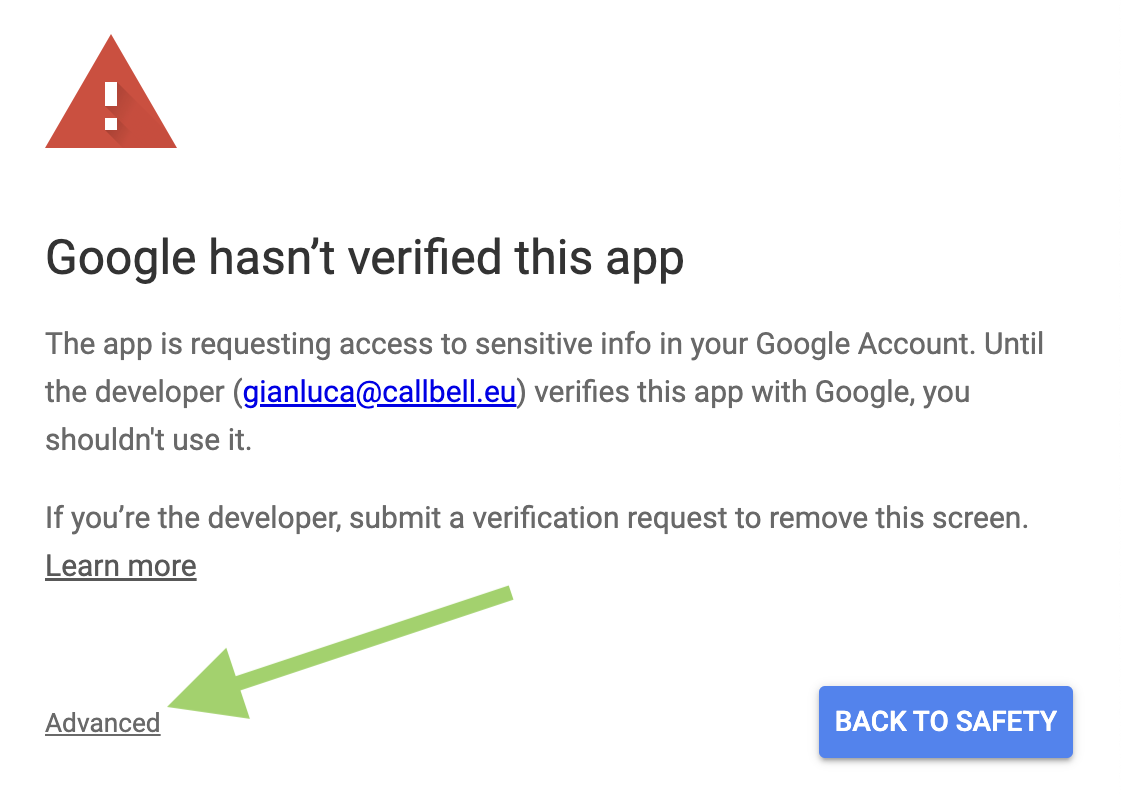 Google hasn’t verified this app
The app is requesting access to sensitive info in your Google Account. Until
the developer (gianluca@callbell.eu) verifies this app with Google, you
shouldn't use it.
If you’re the developer, submit a verification request to remove this screen.
Learn more
Advanced
BACK TO SAFETY